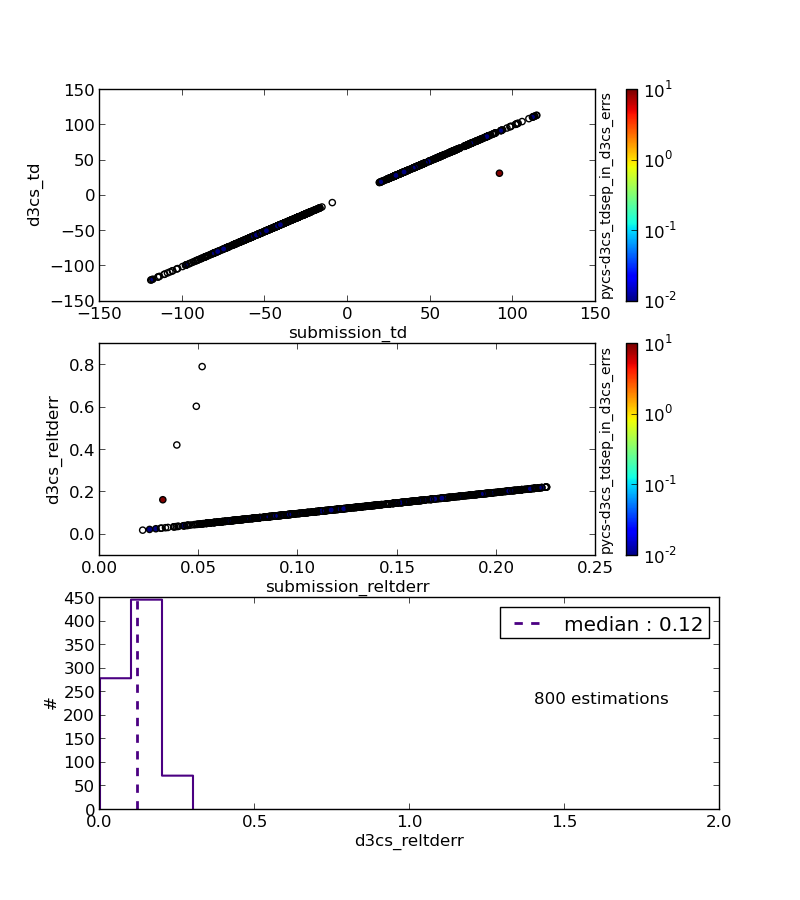 150
100
50
0
−50
−100
−150
d3cs_td
−150 −100 −50 0 50 100 150
submission_td
10^1
10^0
10^-1
10^-2
pycs-d3cs_tdsep_in_d3cs_errs
0.8
0.6
0.4
0.2
0.0
d3cs_reltderr
0.00 0.05 0.10 0.15 0.20 0.25
submission_reltderr
10^1
10^0
10^-1
10^-2
pycs-d3cs_tdsep_in_d3cs_errs
450
400
350
300
250
200
150
100
50
0
#
median : 0.12
800 estimations
0.0 0.5 1.0 1.5 2.0
d3cs_reltderr